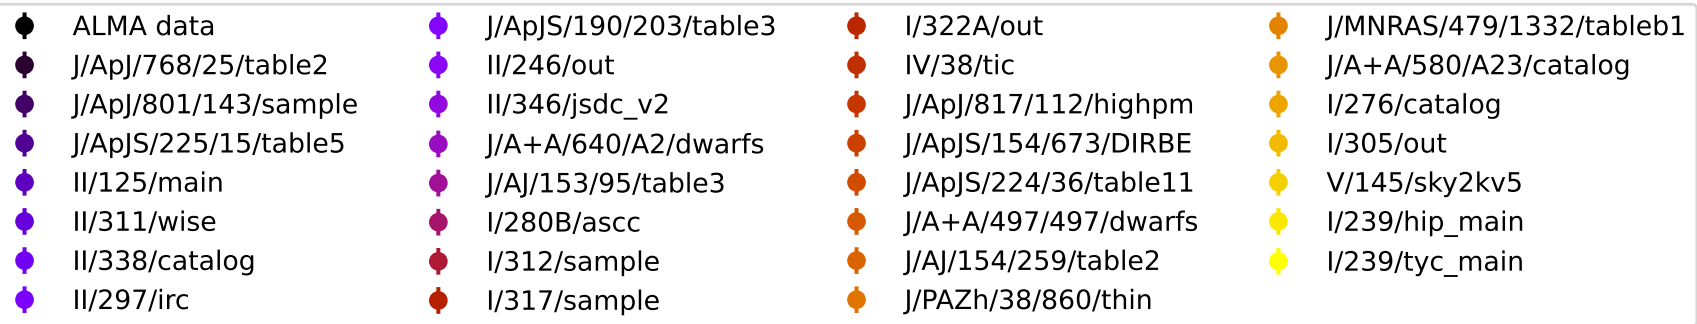 ALMA data
J/ApJ/768/25/table2
J/ApJ/801/143/sample
J/ApJS/225/15/table5
II/125/main
II/311/wise
II/338/catalog
II/297/irc
J/ApJS/190/203/table3
II/246/out
II/346/jsdc_v2
J/A+A/640/A2/dwarfs
J/AJ/153/95/table3
I/280B/ascc
I/312/sample
I/317/sample
I/322A/out
IV/38/tic
J/ApJ/817/112/highpm
J/ApJS/154/673/DIRBE
J/ApJS/224/36/table11
J/A+A/497/497/dwarfs
J/AJ/154/259/table2
J/PAZh/38/860/thin
J/MNRAS/479/1332/tableb1
J/A+A/580/A23/catalog
I/276/catalog
I/305/out
V/145/sky2kv5
I/239/hip_main
I/239/tyc_main